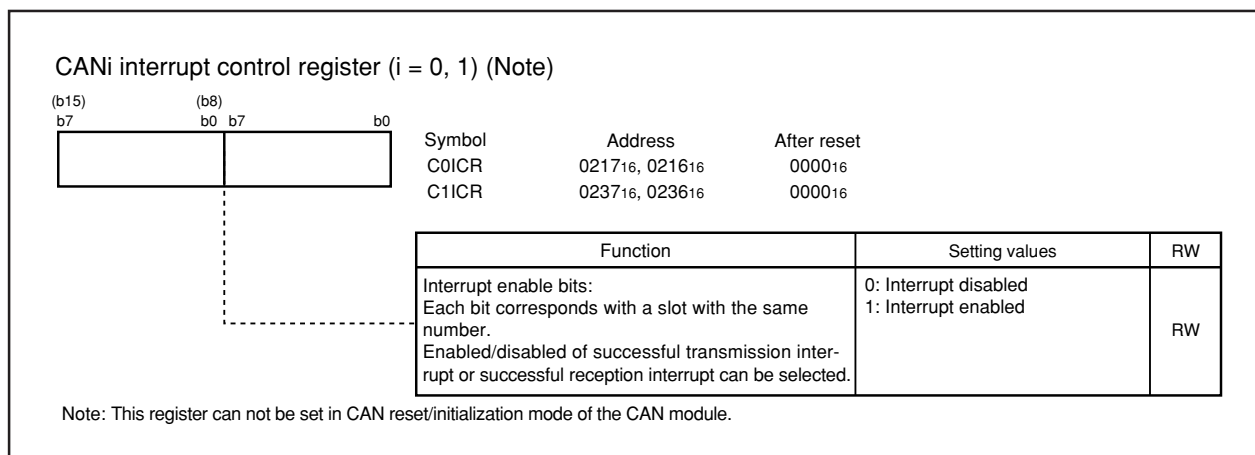 CANi interrupt control register (i = 0, 1) (Note)
(b15) (b8)
b7 b0 b7 b0
Symbol Address After reset
C0ICR 021716, 021616 000016
C1ICR 023716, 023616 000016
Function Setting values RW
Interrupt enable bits: 0: Interrupt disabled
Each bit corresponds with a slot with the same 1: Interrupt enabled
number.
RW
Enabled/disabled of successful transmission inter-
rupt or successful reception interrupt can be selected.
Note: This register can not be set in CAN reset/initialization mode of the CAN module.